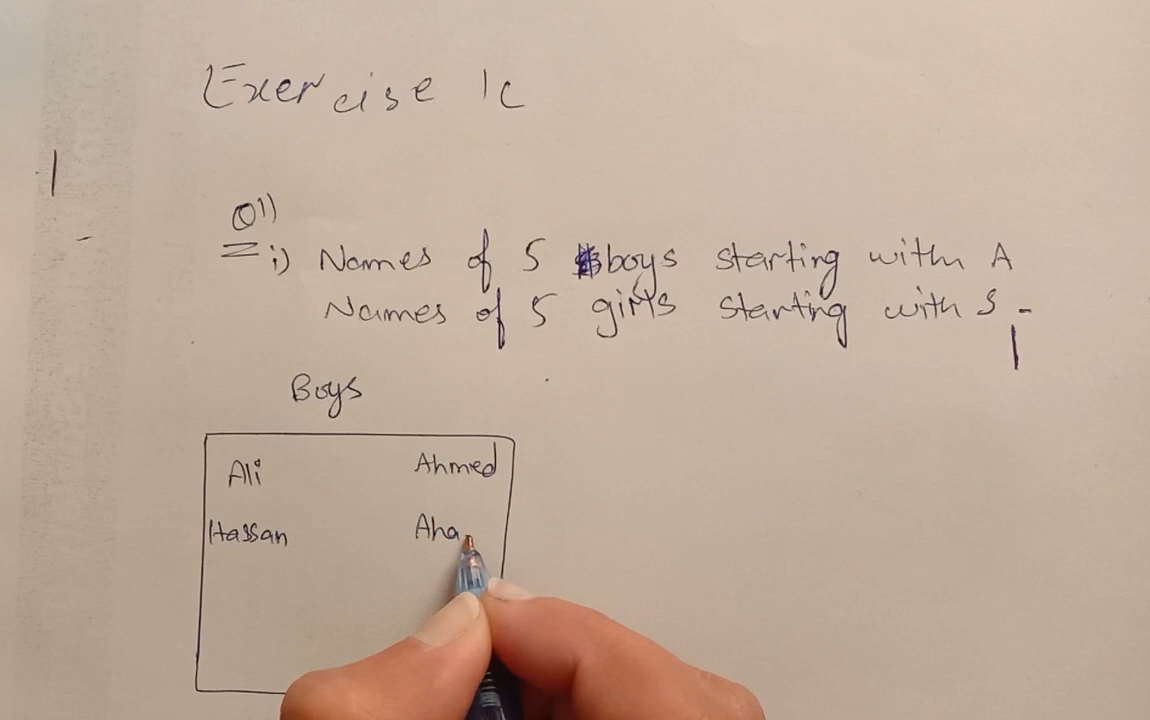 Exercise 1c
Q1)
i) Names of 5 boys starting with A
Names of 5 girls starting with S
Boys
Ali Ahmed
Hassan Aha